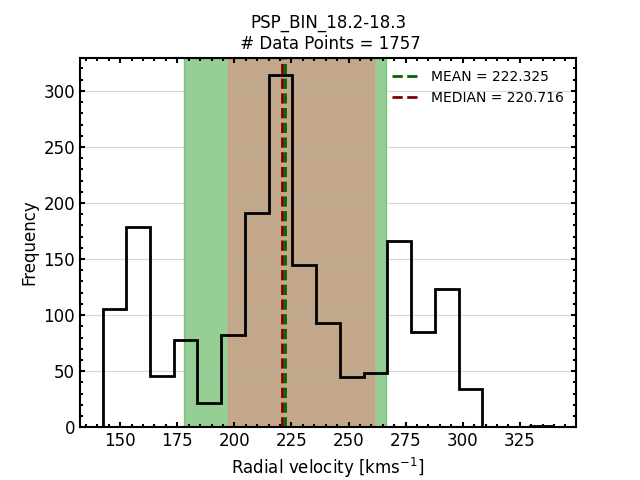 PSP_BIN_18.2-18.3
# Data Points = 1757
MEAN = 222.325
MEDIAN = 220.716
300
250
200
150
100
50
0
Frequency
150
175
200
225
250
275
300
325
Radial velocity [kms⁻¹]